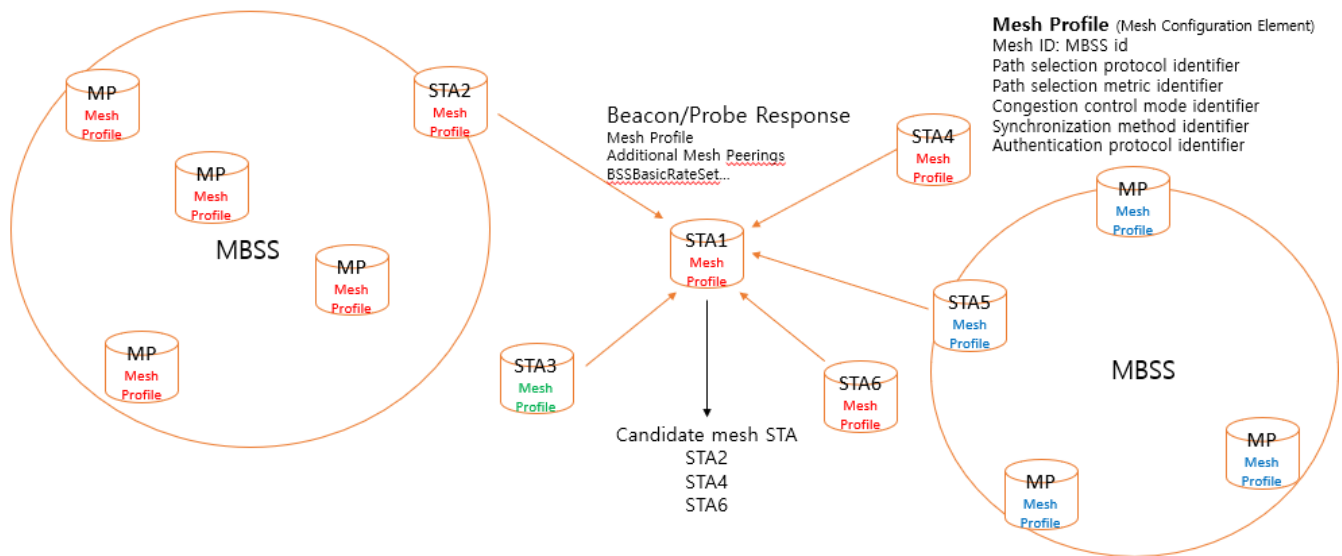 Mesh Profile (Mesh Configuration Element)
Mesh ID: MBSS id
Path selection protocol identifier
Path selection metric identifier
Congestion control mode identifier
Synchronization method identifier
Authentication protocol identifier
MP
Mesh
Profile
STA2
Mesh
Profile
MP
Mesh
Profile
MBSS
MP
Mesh
Profile
MP
Mesh
Profile
Beacon/Probe Response
Mesh Profile
Additional Mesh Peerings
BSSBasicRateSet...
STA4
Mesh
Profile
STA1
Mesh
Profile
STA3
Mesh
Profile
STA6
Mesh
Profile
Candidate mesh STA
STA2
STA4
STA6
MP
Mesh
Profile
STA5
Mesh
Profile
MBSS
MP
Mesh
Profile
MP
Mesh
Profile